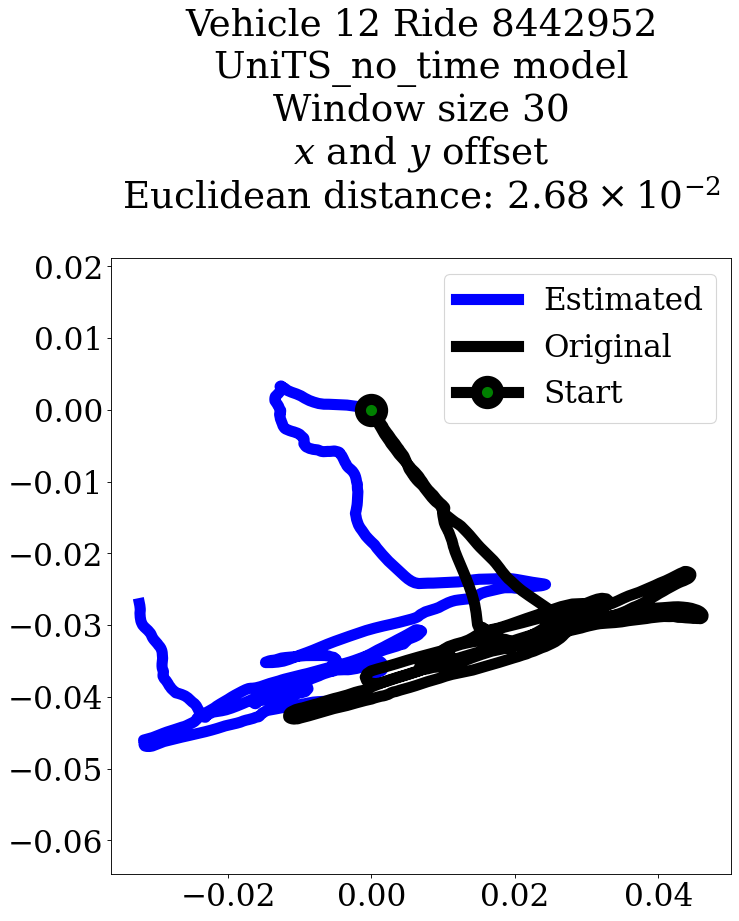 Vehicle 12 Ride 8442952
UniTS_no_time model
Window size 30
x and y offset
Euclidean distance: 2.68 × 10⁻²
Estimated
Original
Start
0.02
0.01
0.00
−0.01
−0.02
−0.03
−0.04
−0.05
−0.06
−0.02 0.00 0.02 0.04